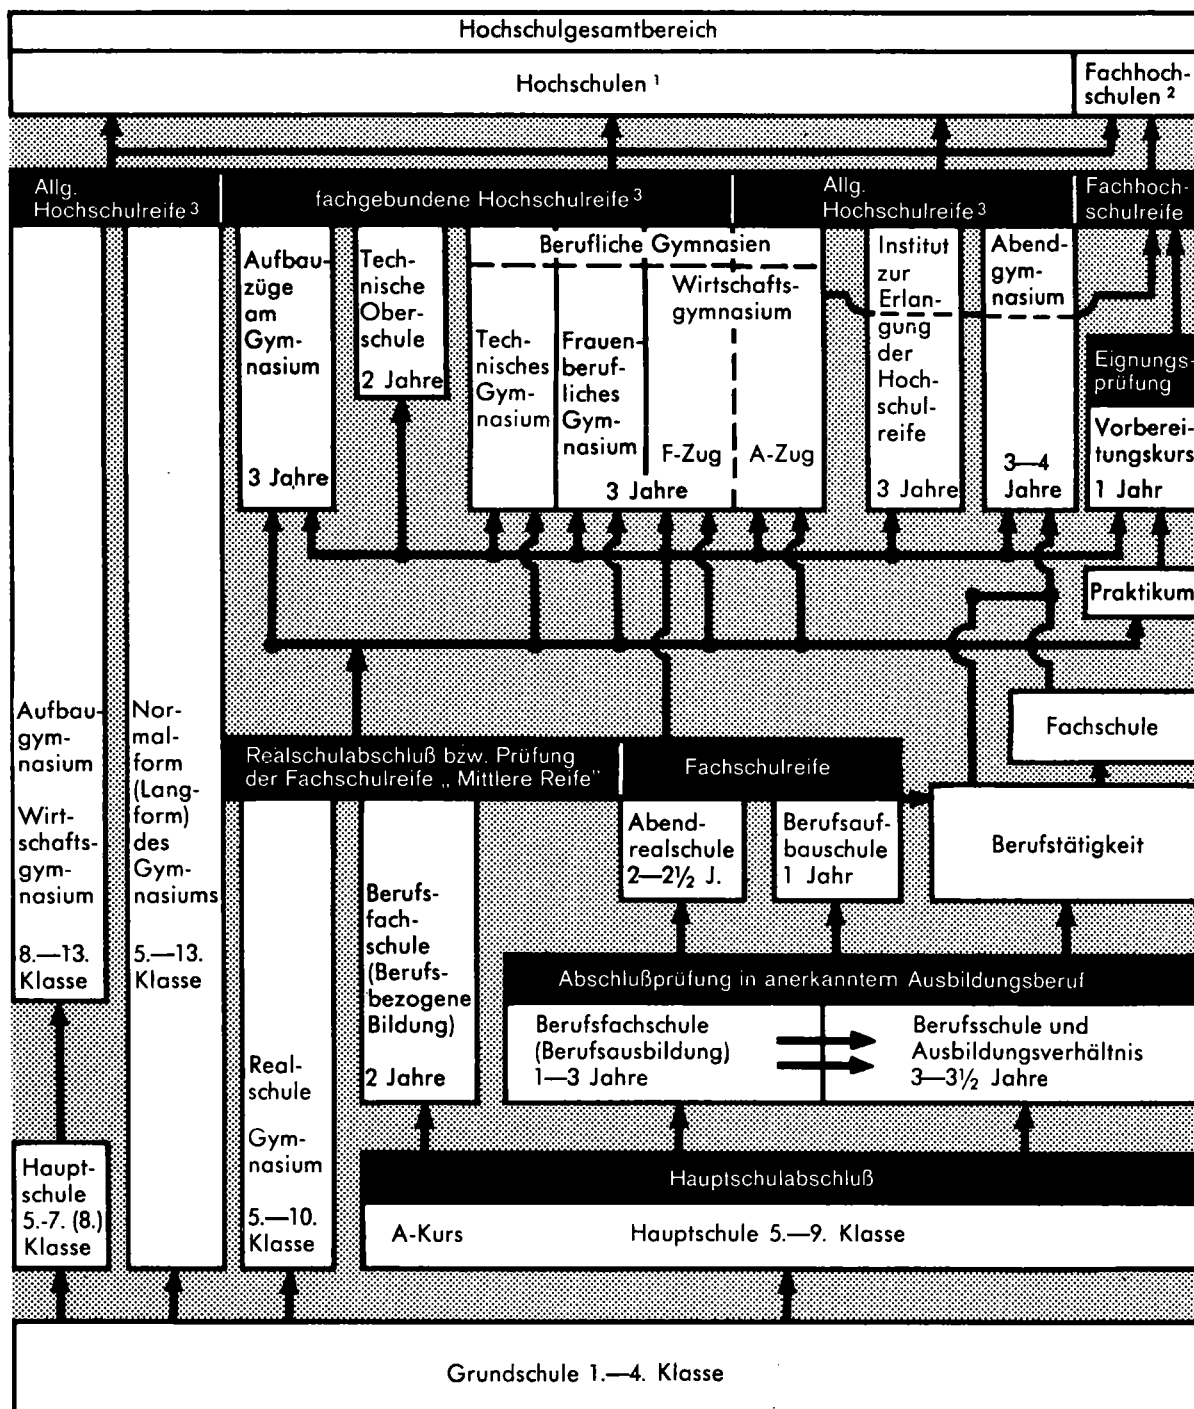 Hochschulgesamtbereich
Hochschulen 1
Fachhoch-
schulen 2
Allg.
Hochschulreife 3
fachgebundene Hochschulreife 3
Allg.
Hochschulreife 3
Fachhoch-
schulreife
Aufbau-
züge
am
Gym-
nasium
3 Jahre
Tech-
nische
Ober-
schule
2 Jahre
Berufliche Gymnasien
Tech-
nisches
Gym-
nasium
Frauen-
beruf-
liches
Gym-
nasium
Wirtschafts-
gymnasium
F-Zug
A-Zug
3 Jahre
Institut
zur
Erlan-
gung
der
Hoch-
schul-
reife
3 Jahre
Abend-
gym-
nasium
3—4
Jahre
Eignungs-
prüfung
Vorberei-
tungskurs
1 Jahr
Praktikum
Fachschule
Aufbau-
gym-
nasium
Wirt-
schafts-
gym-
nasium
8.—13.
Klasse
Nor-
mal-
form
(Lang-
form)
des
Gym-
nasiums
5.—13.
Klasse
Realschulabschluß bzw. Prüfung
der Fachschulreife „Mittlere Reife"
Fachschulreife
Abend-
realschule
2—2½ J.
Berufsauf-
bauschule
1 Jahr
Berufstätigkeit
Berufs-
fach-
schule
(Berufs-
bezogene
Bildung)
2 Jahre
Abschlußprüfung in anerkanntem Ausbildungsberuf
Berufsfachschule
(Berufsausbildung)
1—3 Jahre
Berufsschule und
Ausbildungsverhältnis
3—3½ Jahre
Real-
schule
Gym-
nasium
5.—10.
Klasse
Haupt-
schule
5.-7. (8.)
Klasse
Hauptschulabschluß
A-Kurs
Hauptschule 5.—9. Klasse
Grundschule 1.—4. Klasse